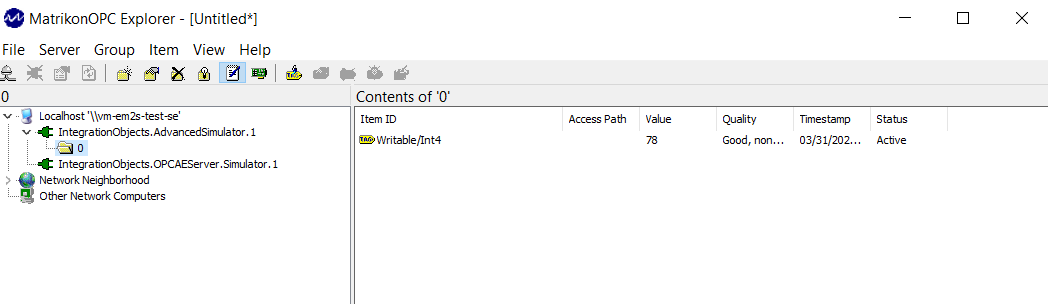 MatrikonOPC Explorer - [Untitled*]
File Server Group Item View Help
0
Contents of '0'
Localhost '\\vm-em2s-test-se'
IntegrationObjects.AdvancedSimulator.1
0
IntegrationObjects.OPCAEServer.Simulator.1
Network Neighborhood
Other Network Computers
Item ID Access Path Value Quality Timestamp Status
TAG Writable/Int4 78 Good, non... 03/31/202... Active